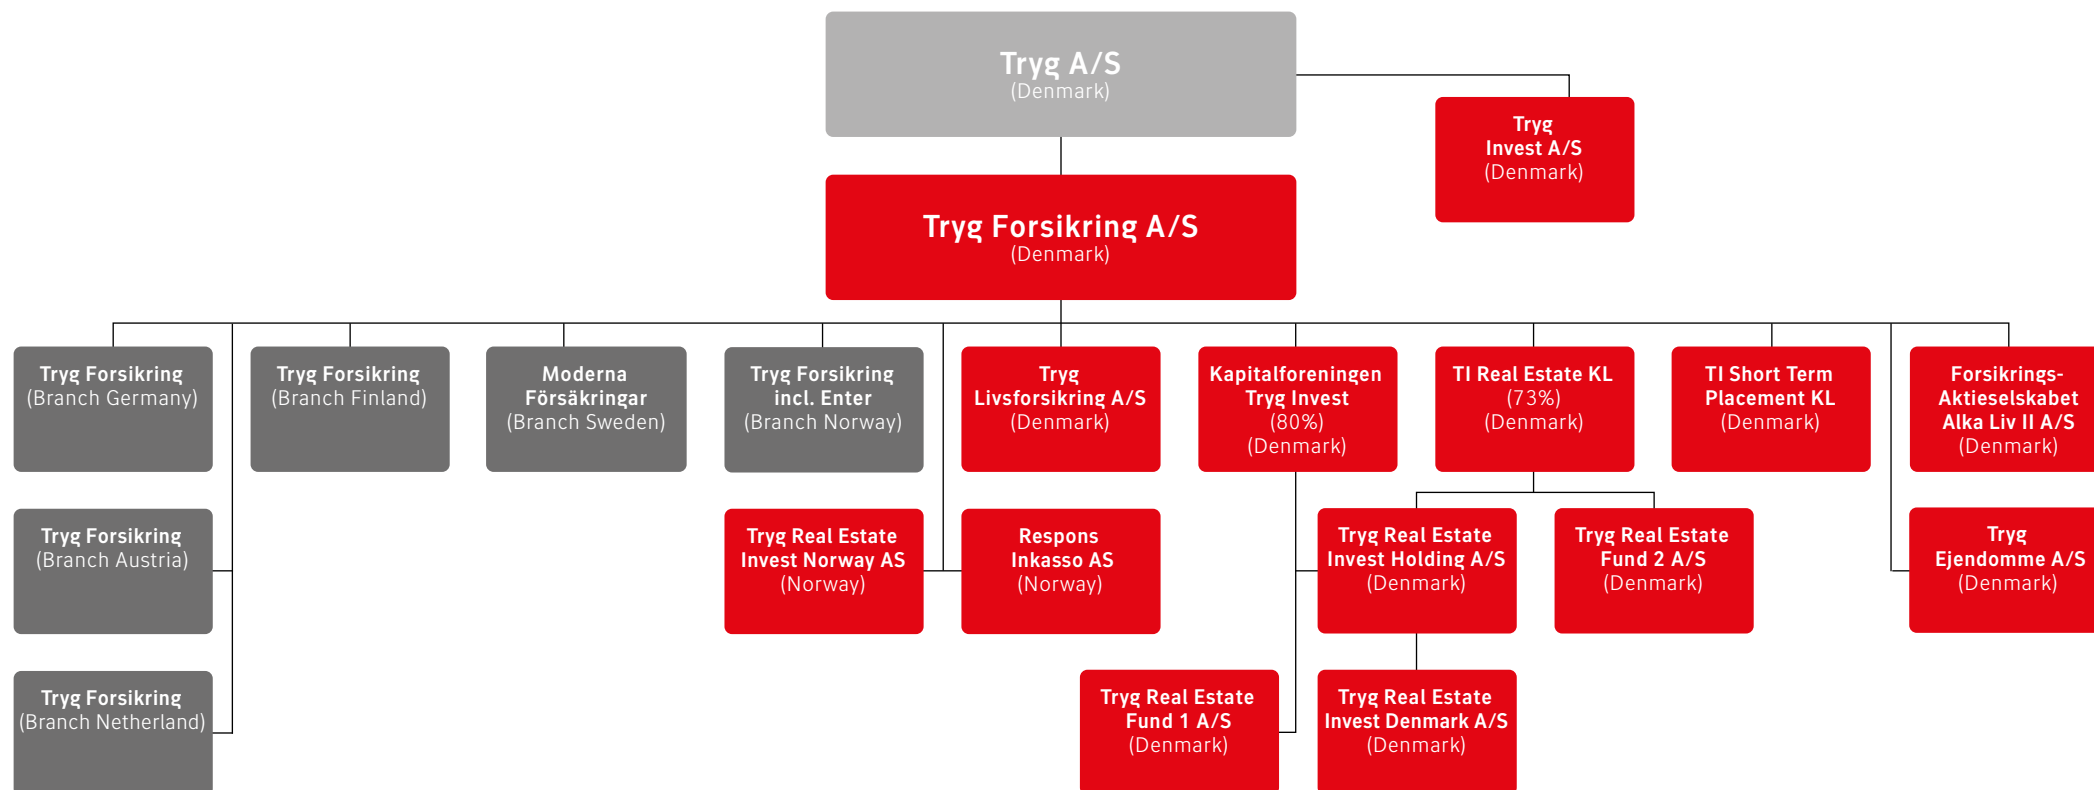 Tryg A/S
(Denmark)
Tryg
Invest A/S
(Denmark)
Tryg Forsikring A/S
(Denmark)
Tryg Forsikring
(Branch Germany)
Tryg Forsikring
(Branch Finland)
Moderna
Försäkringar
(Branch Sweden)
Tryg Forsikring
incl. Enter
(Branch Norway)
Tryg
Livsforsikring A/S
(Denmark)
Kapitalforeningen
Tryg Invest
(80%)
(Denmark)
TI Real Estate KL
(73%)
(Denmark)
TI Short Term
Placement KL
(Denmark)
Forsikrings-
Aktieselskabet
Alka Liv II A/S
(Denmark)
Tryg Forsikring
(Branch Austria)
Tryg Real Estate
Invest Norway AS
(Norway)
Respons
Inkasso AS
(Norway)
Tryg Real Estate
Invest Holding A/S
(Denmark)
Tryg Real Estate
Fund 2 A/S
(Denmark)
Tryg
Ejendomme A/S
(Denmark)
Tryg Forsikring
(Branch Netherland)
Tryg Real Estate
Fund 1 A/S
(Denmark)
Tryg Real Estate
Invest Denmark A/S
(Denmark)